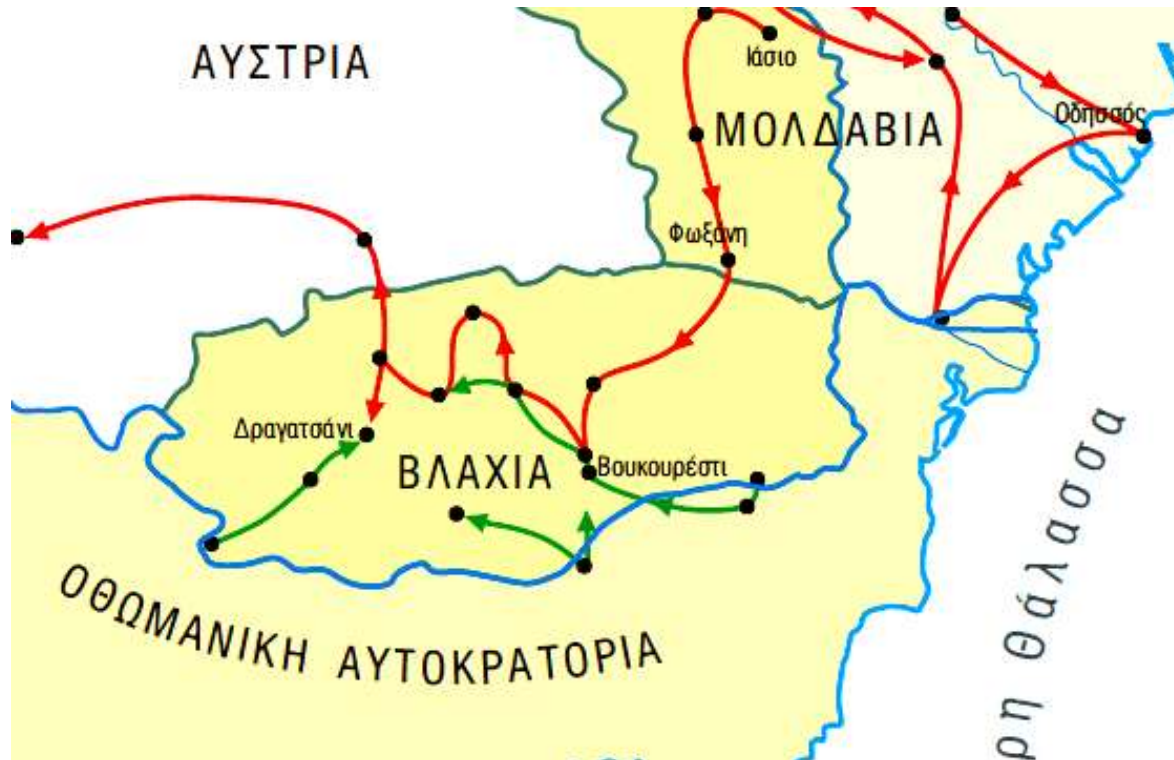 ΑΥΣΤΡΙΑ
Ιάσιο
Οδησσός
ΜΟΛΔΑΒΙΑ
Φωξάνη
Δραγατσάνι
ΒΛΑΧΙΑ
Βουκουρέστι
ΟΘΩΜΑΝΙΚΗ ΑΥΤΟΚΡΑΤΟΡΙΑ
ρη θάλασσα